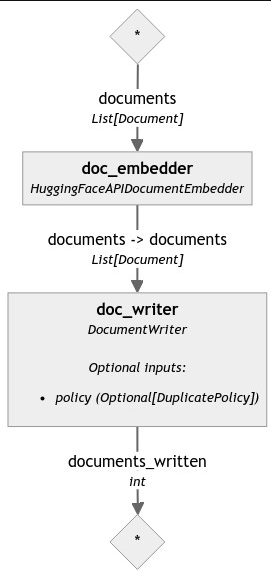 *
documents
List[Document]
doc_embedder
HuggingFaceAPIDocumentEmbedder
documents -> documents
List[Document]
doc_writer
DocumentWriter
Optional inputs:
• policy (Optional[DuplicatePolicy])
documents_written
int
*